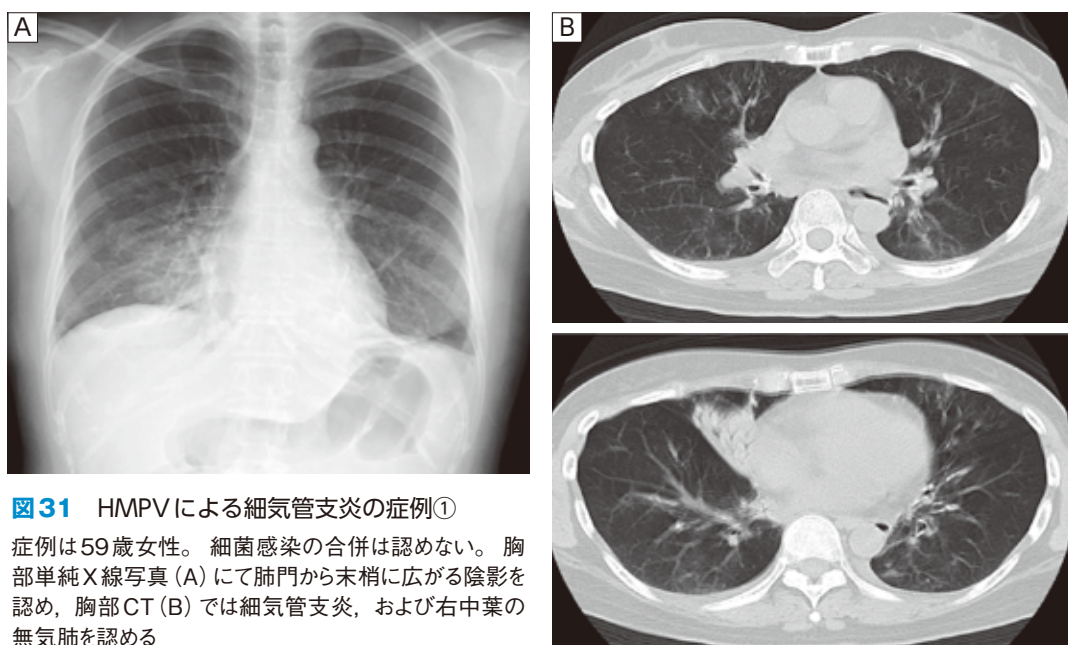 A
B
図31 HMPVによる細気管支炎の症例①
症例は59歳女性。細菌感染の合併は認めない。胸
部単純X線写真(A)にて肺門から末梢に広がる陰影を
認め,胸部CT(B)では細気管支炎,および右中葉の
無気肺を認める